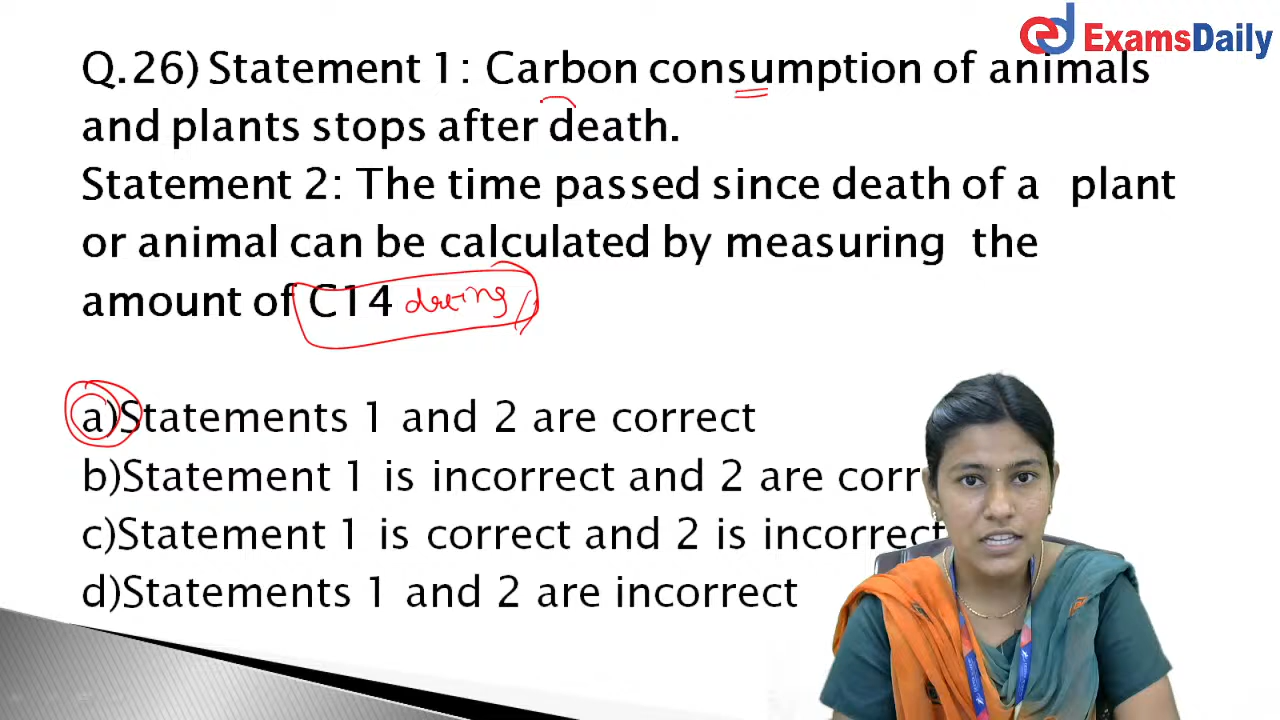 ExamsDaily
Q.26) Statement 1: Carbon consumption of animals
and plants stops after death.
Statement 2: The time passed since death of a plant
or animal can be calculated by measuring the
amount of C14 dating
a)Statements 1 and 2 are correct
b)Statement 1 is incorrect and 2 are corr
c)Statement 1 is correct and 2 is incorrect
d)Statements 1 and 2 are incorrect